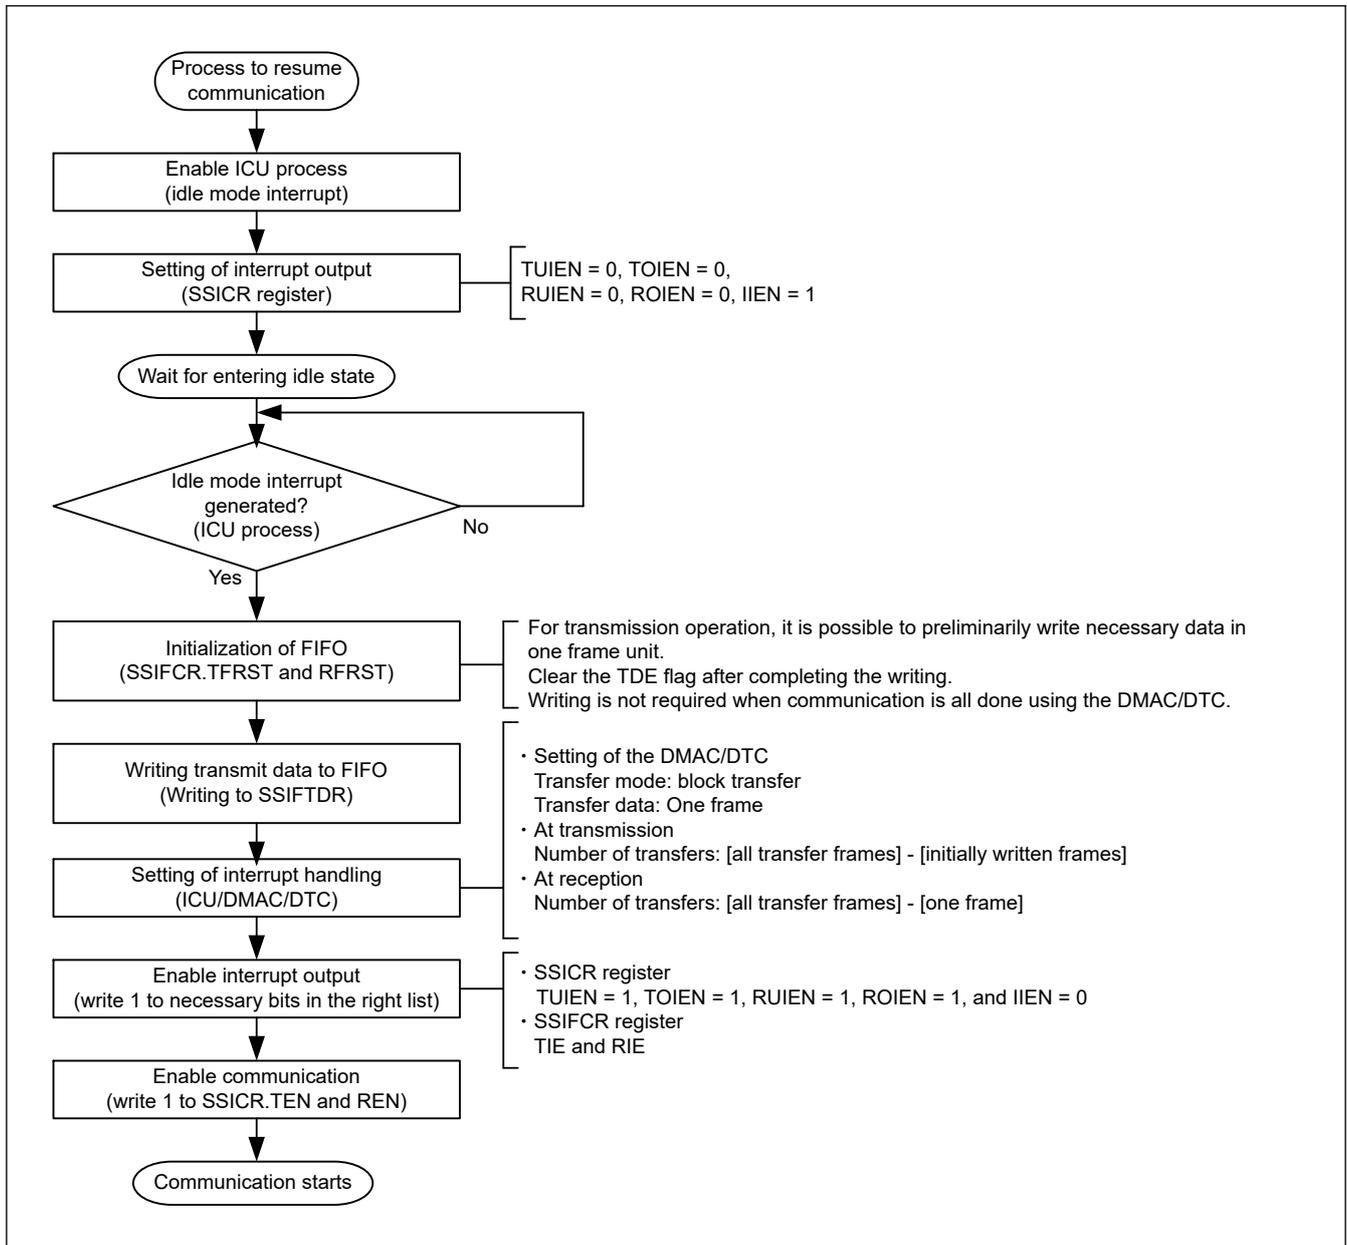 Process to resume
communication
Enable ICU process
(idle mode interrupt)
Setting of interrupt output
(SSICR register)
TUIEN = 0, TOIEN = 0,
RUIEN = 0, ROIEN = 0, IIEN = 1
Wait for entering idle state
Idle mode interrupt
generated?
(ICU process)
No
Yes
Initialization of FIFO
(SSIFCR.TFRST and RFRST)
For transmission operation, it is possible to preliminarily write necessary data in
one frame unit.
Clear the TDE flag after completing the writing.
Writing is not required when communication is all done using the DMAC/DTC.
Writing transmit data to FIFO
(Writing to SSIFTDR)
・Setting of the DMAC/DTC
Transfer mode: block transfer
Transfer data: One frame
・At transmission
Number of transfers: [all transfer frames] - [initially written frames]
・At reception
Number of transfers: [all transfer frames] - [one frame]
Setting of interrupt handling
(ICU/DMAC/DTC)
Enable interrupt output
(write 1 to necessary bits in the right list)
・SSICR register
TUIEN = 1, TOIEN = 1, RUIEN = 1, ROIEN = 1, and IIEN = 0
・SSIFCR register
TIE and RIE
Enable communication
(write 1 to SSICR.TEN and REN)
Communication starts